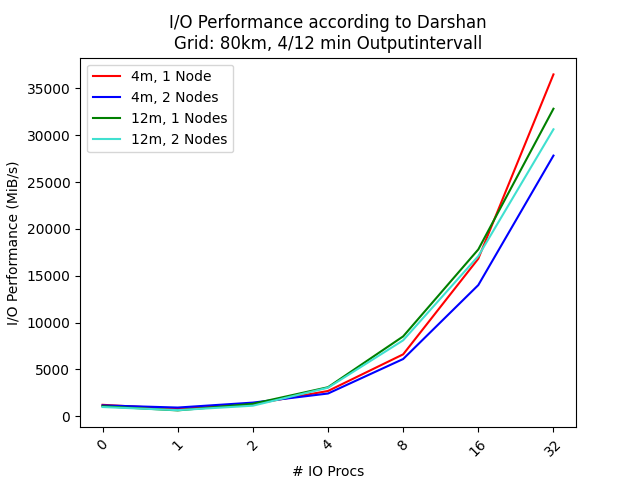 I/O Performance according to Darshan
Grid: 80km, 4/12 min Outputintervall
4m, 1 Node
4m, 2 Nodes
12m, 1 Nodes
12m, 2 Nodes
I/O Performance (MiB/s)
35000
30000
25000
20000
15000
10000
5000
0
0 1 2 4 8 16 32
# IO Procs